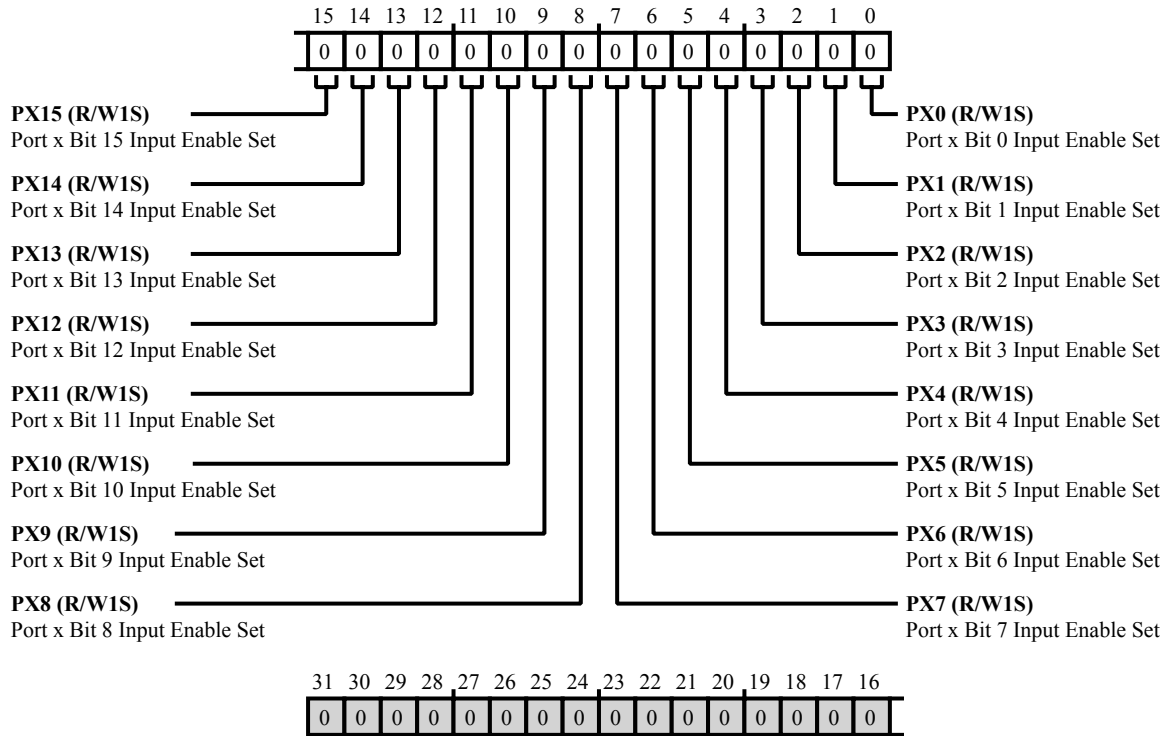 15 14 13 12 11 10 9 8 7 6 5 4 3 2 1 0
0 0 0 0 0 0 0 0 0 0 0 0 0 0 0 0
PX15 (R/W1S)
Port x Bit 15 Input Enable Set
PX14 (R/W1S)
Port x Bit 14 Input Enable Set
PX13 (R/W1S)
Port x Bit 13 Input Enable Set
PX12 (R/W1S)
Port x Bit 12 Input Enable Set
PX11 (R/W1S)
Port x Bit 11 Input Enable Set
PX10 (R/W1S)
Port x Bit 10 Input Enable Set
PX9 (R/W1S)
Port x Bit 9 Input Enable Set
PX8 (R/W1S)
Port x Bit 8 Input Enable Set
PX0 (R/W1S)
Port x Bit 0 Input Enable Set
PX1 (R/W1S)
Port x Bit 1 Input Enable Set
PX2 (R/W1S)
Port x Bit 2 Input Enable Set
PX3 (R/W1S)
Port x Bit 3 Input Enable Set
PX4 (R/W1S)
Port x Bit 4 Input Enable Set
PX5 (R/W1S)
Port x Bit 5 Input Enable Set
PX6 (R/W1S)
Port x Bit 6 Input Enable Set
PX7 (R/W1S)
Port x Bit 7 Input Enable Set
31 30 29 28 27 26 25 24 23 22 21 20 19 18 17 16
0 0 0 0 0 0 0 0 0 0 0 0 0 0 0 0